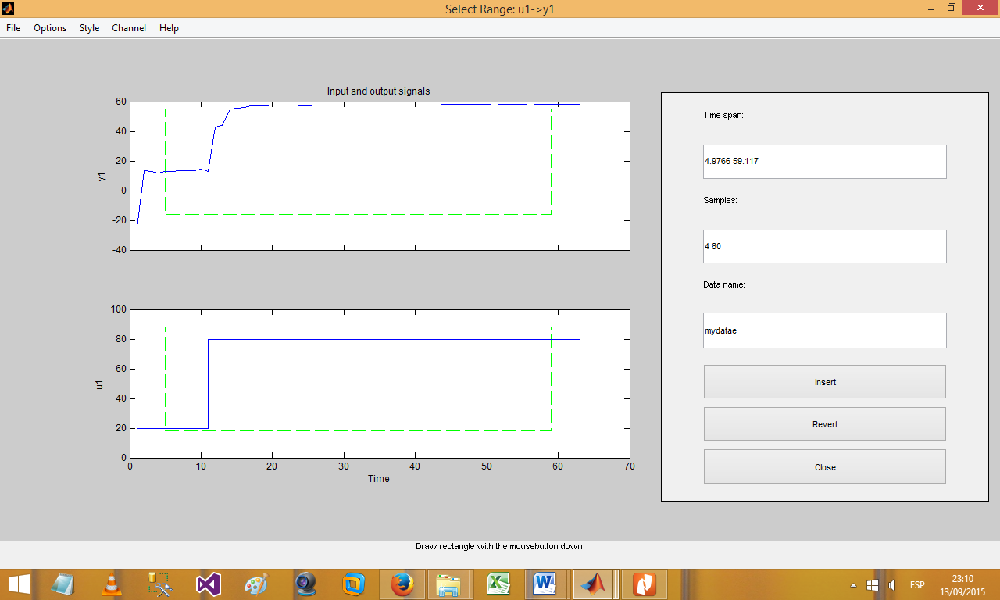 Select Range: u1->y1
File Options Style Channel Help
Input and output signals
60
40
20
0
-20
-40
y1
100
80
60
40
20
0
u1
0 10 20 30 40 50 60 70
Time
Time span:
4.9766 59.117
Samples:
4 60
Data name:
mydatae
Insert
Revert
Close
Draw rectangle with the mousebutton down.
ESP
23:10
13/09/2015